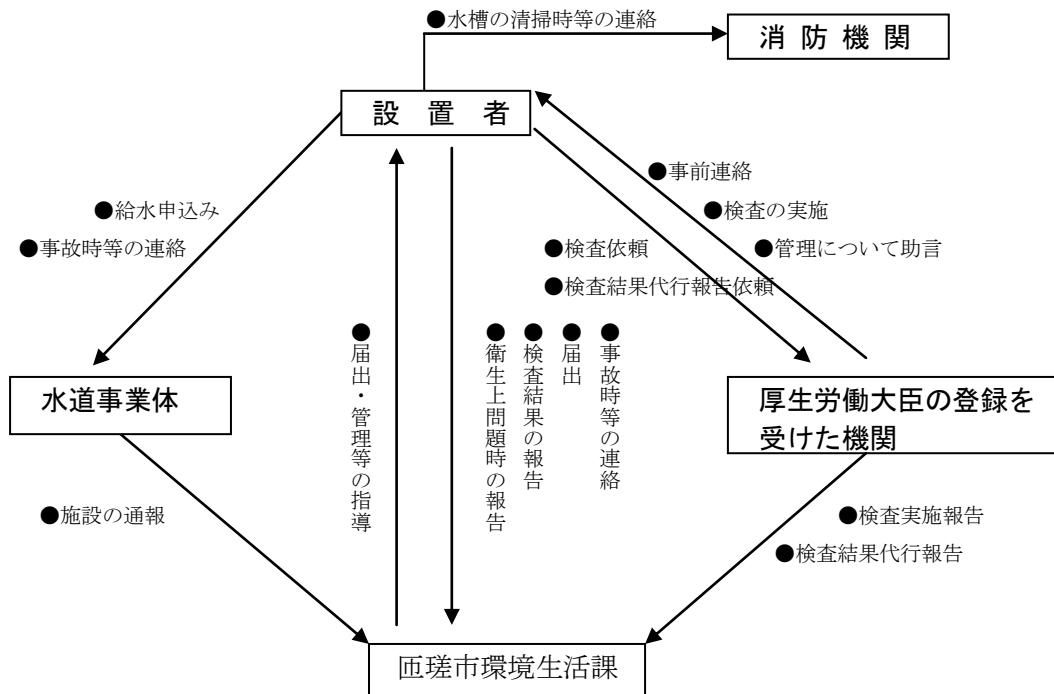 ●水槽の清掃時等の連絡
消防機関
設置者
●事前連絡
●給水申込み
●検査の実施
●事故時等の連絡
●検査依頼
●管理について助言
●検査結果代行報告依頼
●事故時等の連絡
●届出
●検査結果の報告
●衛生上問題時の報告
●届出・管理等の指導
水道事業体
厚生労働大臣の登録を
受けた機関
●施設の通報
●検査実施報告
●検査結果代行報告
匝瑳市環境生活課